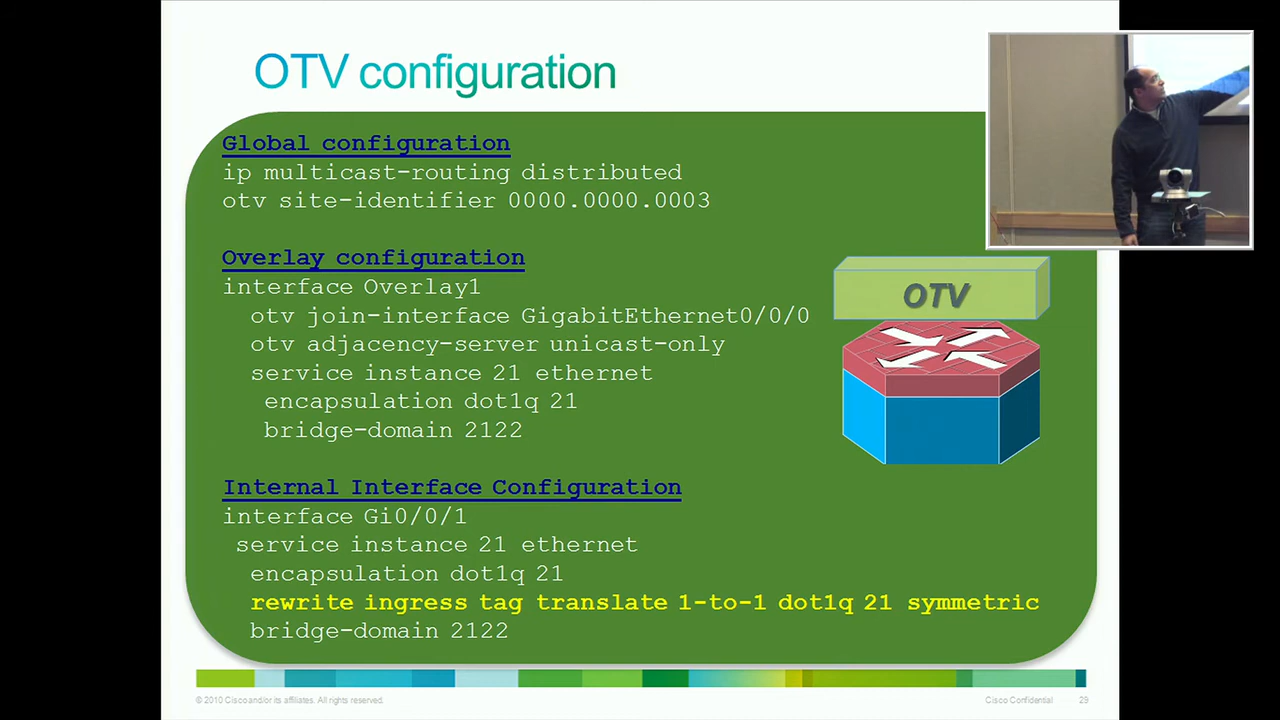 OTV configuration
Global configuration
ip multicast-routing distributed
otv site-identifier 0000.0000.0003
Overlay configuration
interface Overlay1
otv join-interface GigabitEthernet0/0/0
otv adjacency-server unicast-only
service instance 21 ethernet
encapsulation dot1q 21
bridge-domain 2122
OTV
Internal Interface Configuration
interface Gi0/0/1
service instance 21 ethernet
encapsulation dot1q 21
rewrite ingress tag translate 1-to-1 dot1q 21 symmetric
bridge-domain 2122
© 2010 Cisco and/or its affiliates. All rights reserved.
Cisco Confidential
29